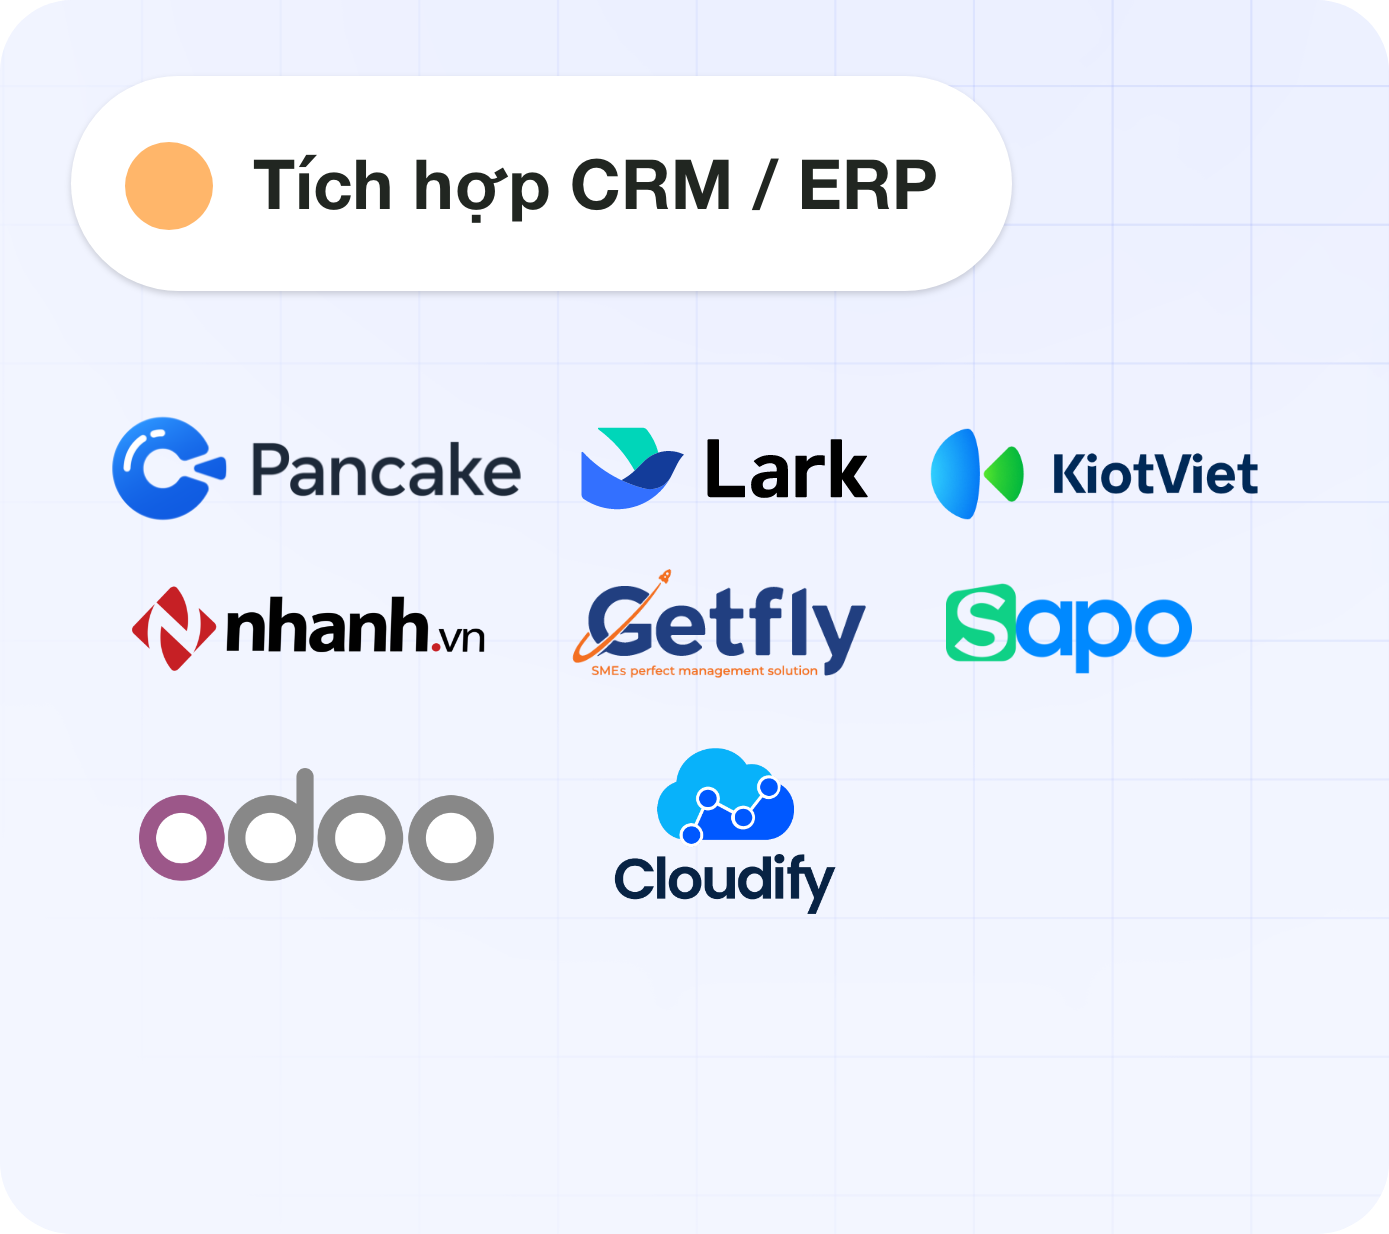 Tích hợp CRM / ERP
Pancake
Lark
KiotViet
nhanh.vn
Getfly
SMEs perfect management solution
Sapo
odoo
Cloudify